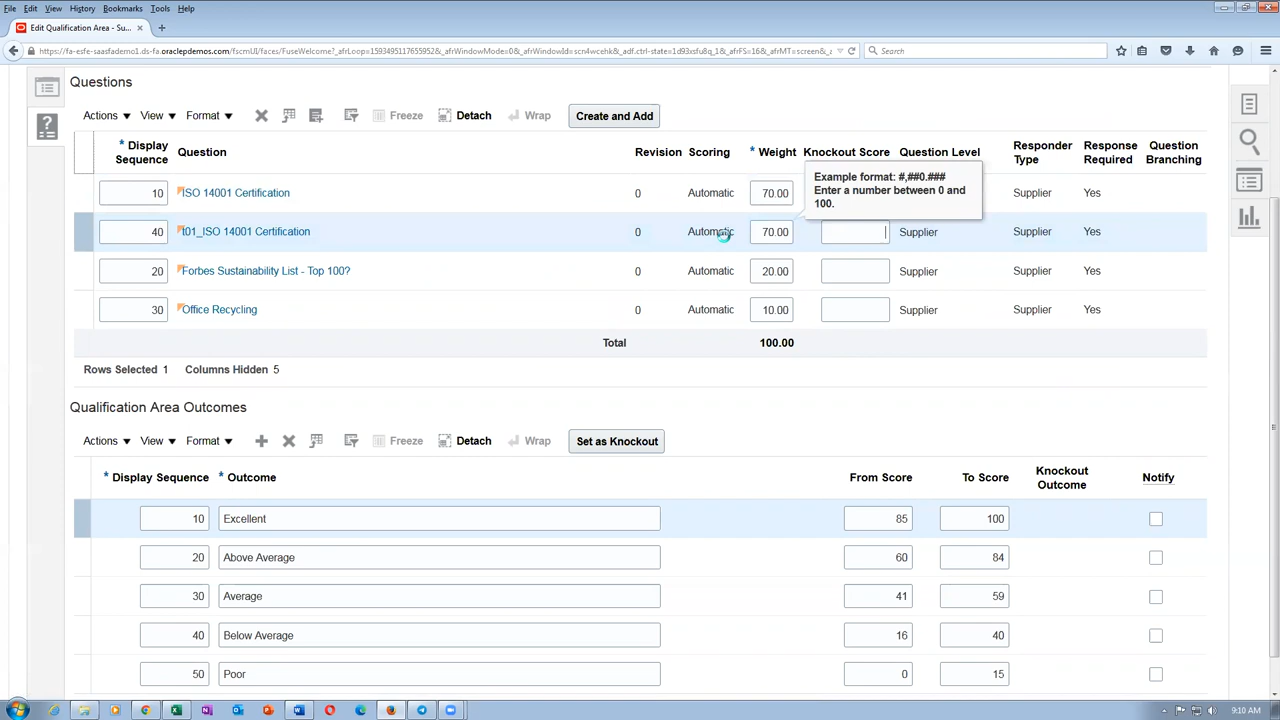 File Edit View History Bookmarks Tools Help
Edit Qualification Area - Su... × +
https://fa-esfe-saasfademo1.ds-fa.oraclepdemos.com/fscmUI/faces/FuseWelcome?_afrLoop=1593495117655952&_afrWindowMode=0&_afrWindowId=scn4wcehk&_adf.ctrl-state=1d93xsfu8q_1&_afrFS=16&_afrMT=screen&_a Search
Questions
Actions View Format Freeze Detach Wrap Create and Add
* Display Sequence Question Revision Scoring * Weight Knockout Score Question Level Responder Type Response Required Question Branching
Example format: #,##0.###
Enter a number between 0 and
100.
10 ISO 14001 Certification 0 Automatic 70.00 Supplier Yes
40 t01_ISO 14001 Certification 0 Automatic 70.00 Supplier Supplier Yes
20 Forbes Sustainability List - Top 100? 0 Automatic 20.00 Supplier Supplier Yes
30 Office Recycling 0 Automatic 10.00 Supplier Supplier Yes
Total 100.00
Rows Selected 1 Columns Hidden 5
Qualification Area Outcomes
Actions View Format Freeze Detach Wrap Set as Knockout
* Display Sequence * Outcome From Score To Score Knockout Outcome Notify
10 Excellent 85 100
20 Above Average 60 84
30 Average 41 59
40 Below Average 16 40
50 Poor 0 15
9:10 AM